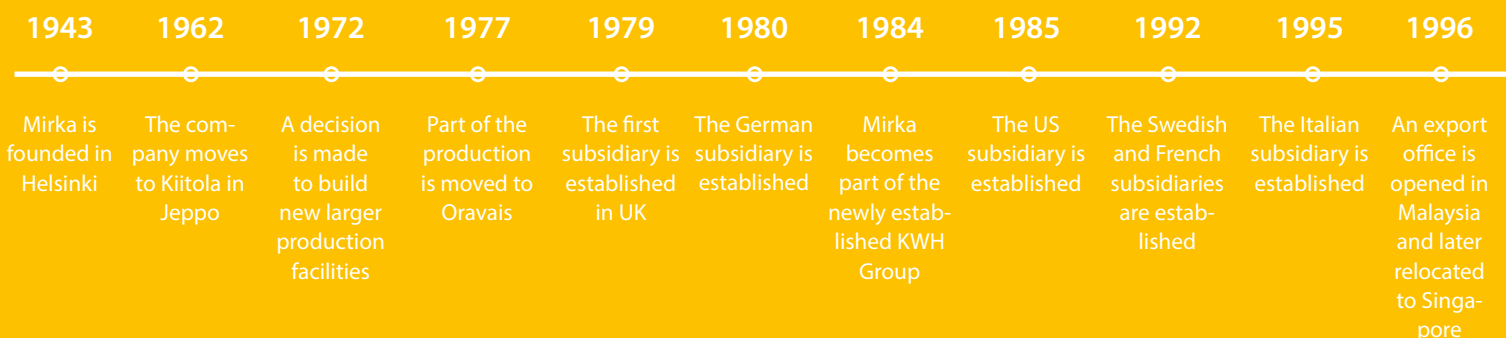 1943
Mirka is
founded in
Helsinki
1962
The com-
pany moves
to Kiitola in
Jeppo
1972
A decision
is made
to build
new larger
production
facilities
1977
Part of the
production
is moved to
Oravais
1979
The first
subsidiary is
established
in UK
1980
The German
subsidiary is
established
1984
Mirka
becomes
part of the
newly estab-
lished KWH
Group
1985
The US
subsidiary is
established
1992
The Swedish
and French
subsidiaries
are estab-
lished
1995
The Italian
subsidiary is
established
1996
An export
office is
opened in
Malaysia
and later
relocated
to Singa-
pore